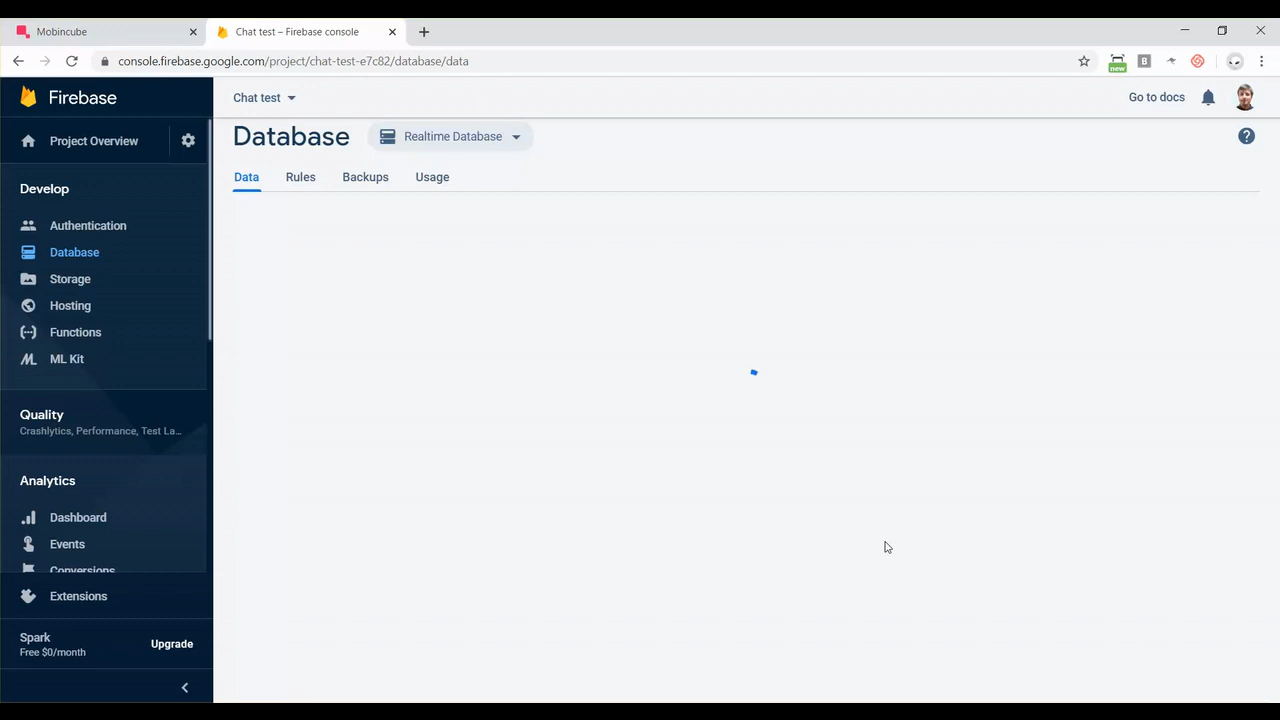 Mobincube
Chat test – Firebase console
console.firebase.google.com/project/chat-test-e7c82/database/data
new
B
Firebase
Chat test
Go to docs
Project Overview
Database
Realtime Database
Develop
Data Rules Backups Usage
Authentication
Database
Storage
Hosting
Functions
ML Kit
Quality
Crashlytics, Performance, Test La...
Analytics
Dashboard
Events
Conversions
Extensions
Spark
Free $0/month
Upgrade